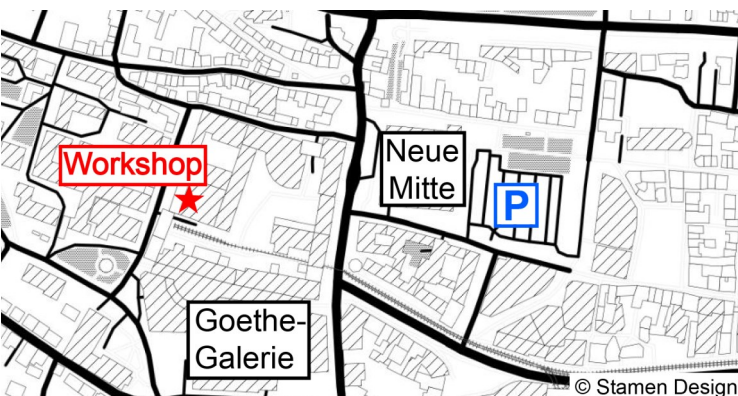 Workshop
Neue
Mitte
P
Goethe-
Galerie
© Stamen Design